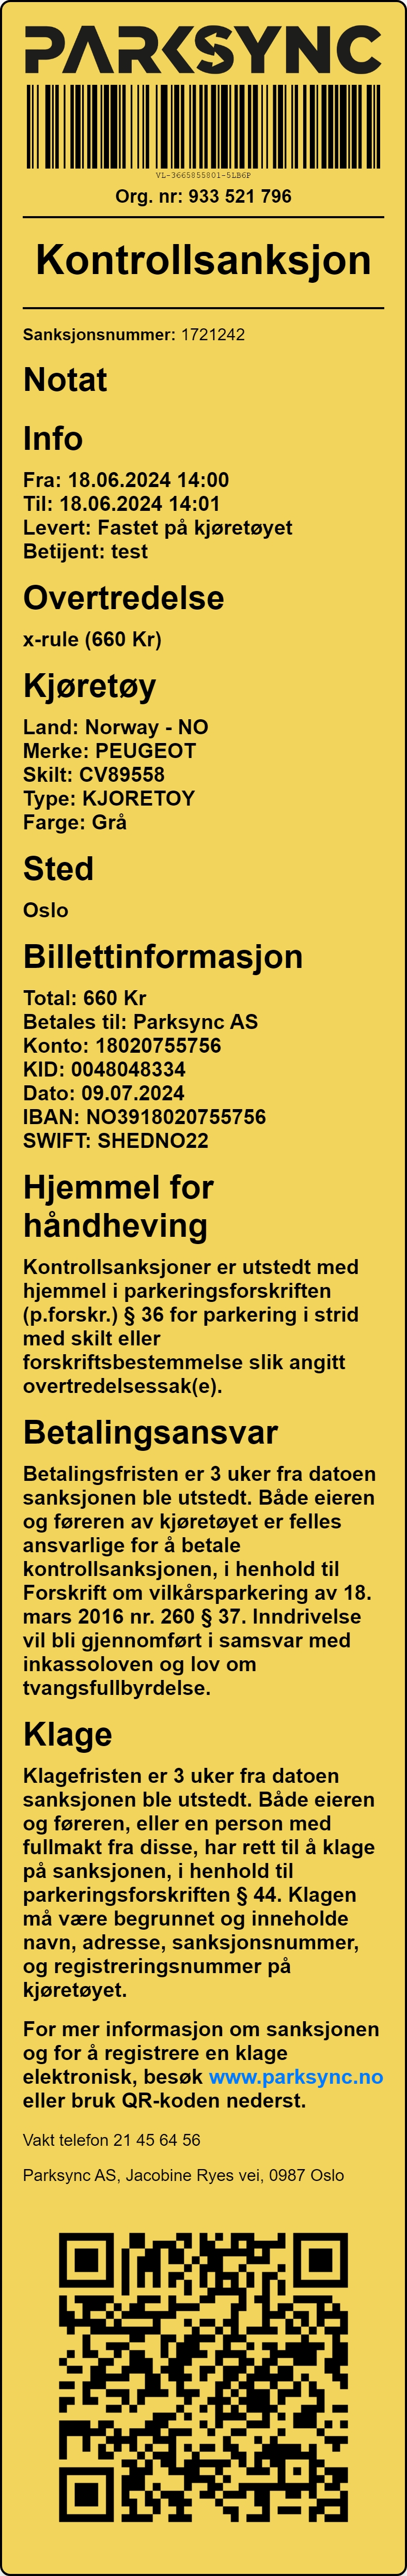 PARKSYNC
VL-3665855801-5LB6P
Org. nr: 933 521 796
Kontrollsanksjon
Sanksjonsnummer: 1721242
Notat
Info
Fra: 18.06.2024 14:00
Til: 18.06.2024 14:01
Levert: Fastet på kjøretøyet
Betijent: test
Overtredelse
x-rule (660 Kr)
Kjøretøy
Land: Norway - NO
Merke: PEUGEOT
Skilt: CV89558
Type: KJORETOY
Farge: Grå
Sted
Oslo
Billettinformasjon
Total: 660 Kr
Betales til: Parksync AS
Konto: 18020755756
KID: 0048048334
Dato: 09.07.2024
IBAN: NO3918020755756
SWIFT: SHEDNO22
Hjemmel for
håndheving
Kontrollsanksjoner er utstedt med
hjemmel i parkeringsforskriften
(p.forskr.) § 36 for parkering i strid
med skilt eller
forskriftsbestemmelse slik angitt
overtredelsessak(e).
Betalingsansvar
Betalingsfristen er 3 uker fra datoen
sanksjonen ble utstedt. Både eieren
og føreren av kjøretøyet er felles
ansvarlige for å betale
kontrollsanksjonen, i henhold til
Forskrift om vilkårsparkering av 18.
mars 2016 nr. 260 § 37. Inndrivelse
vil bli gjennomført i samsvar med
inkassoloven og lov om
tvangsfullbyrdelse.
Klage
Klagefristen er 3 uker fra datoen
sanksjonen ble utstedt. Både eieren
og føreren, eller en person med
fullmakt fra disse, har rett til å klage
på sanksjonen, i henhold til
parkeringsforskriften § 44. Klagen
må være begrunnet og inneholde
navn, adresse, sanksjonsnummer,
og registreringsnummer på
kjøretøyet.
For mer informasjon om sanksjonen
og for å registrere en klage
elektronisk, besøk www.parksync.no
eller bruk QR-koden nederst.
Vakt telefon 21 45 64 56
Parksync AS, Jacobine Ryes vei, 0987 Oslo